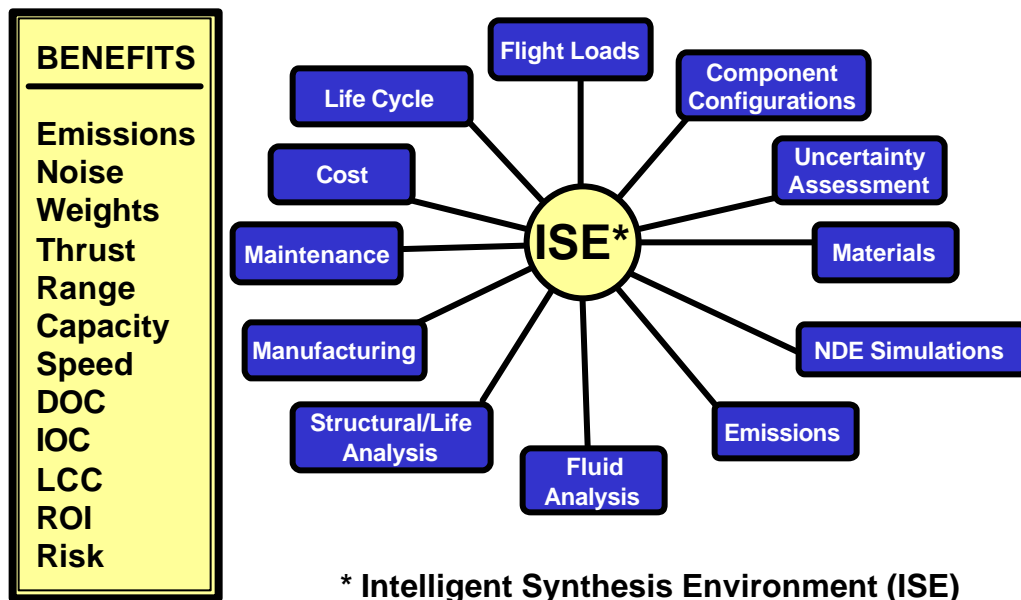 BENEFITS
Emissions
Noise
Weights
Thrust
Range
Capacity
Speed
DOC
IOC
LCC
ROI
Risk
Flight Loads
Component
Configurations
Uncertainty
Assessment
Materials
NDE Simulations
Emissions
Fluid
Analysis
Structural/Life
Analysis
Manufacturing
Maintenance
Cost
Life Cycle
ISE*
* Intelligent Synthesis Environment (ISE)